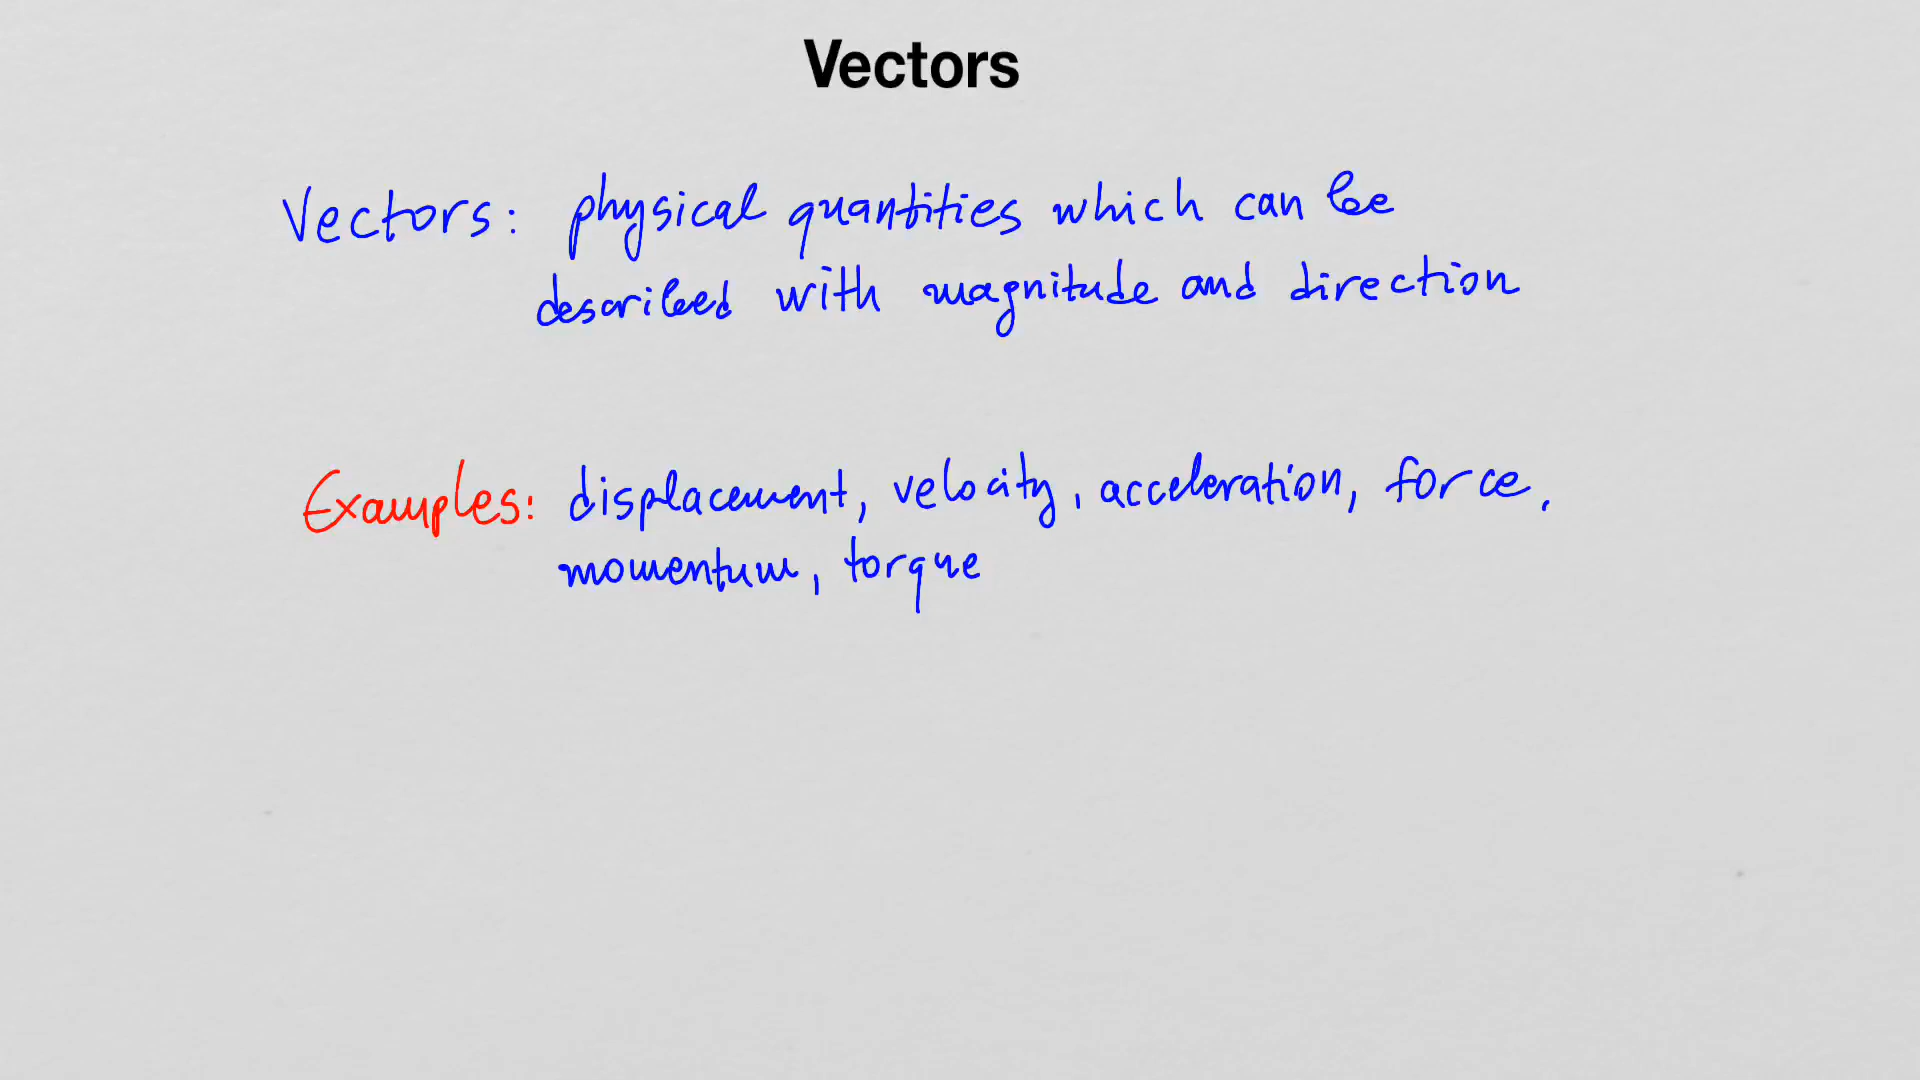 Vectors
Vectors: physical quantities which can be
described with magnitude and direction
Examples: displacement, velocity, acceleration, force,
momentum, torque